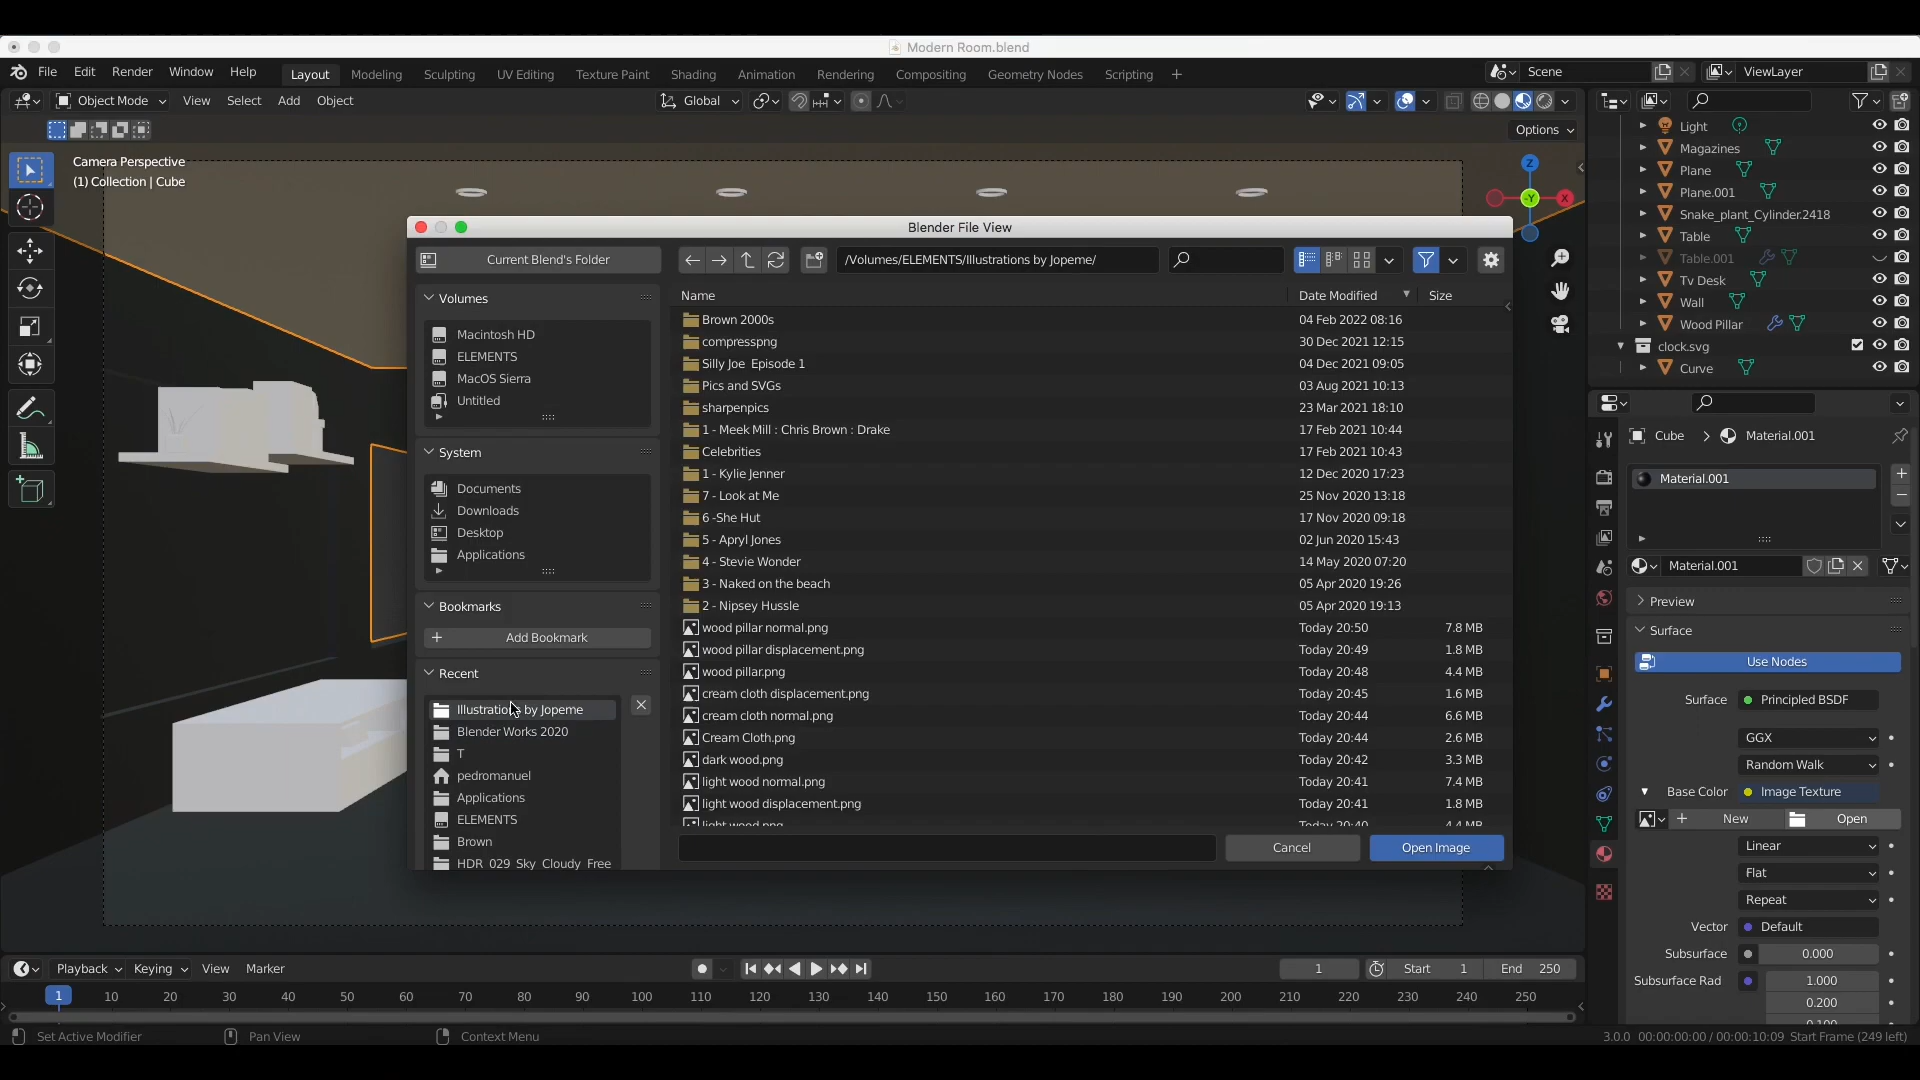 Modern Room.blend
File Edit Render Window Help Layout Modeling Sculpting UV Editing Texture Paint Shading Animation Rendering Compositing Geometry Nodes Scripting + Scene ViewLayer
Object Mode View Select Add Object Global
Options
Camera Perspective
(1) Collection | Cube
Z
Y
X
Light
Magazines
Plane
Plane.001
Snake_plant_Cylinder.2418
Table
Table.001
Tv Desk
Wall
Wood Pillar
clock.svg
Curve
Blender File View
Current Blend's Folder
/Volumes/ELEMENTS/Illustrations by Jopeme/
Volumes
Macintosh HD
ELEMENTS
MacOS Sierra
Untitled
System
Documents
Downloads
Desktop
Applications
Bookmarks
Add Bookmark
Recent
Illustrations by Jopeme
Blender Works 2020
T
pedromanuel
Applications
ELEMENTS
Brown
HDR_029_Sky_Cloudy_Free
Name Date Modified Size
Brown 2000s 04 Feb 2022 08:16
compresspng 30 Dec 2021 12:15
Silly Joe Episode 1 04 Dec 2021 09:05
Pics and SVGs 03 Aug 2021 10:13
sharpenpics 23 Mar 2021 18:10
1 - Meek Mill : Chris Brown : Drake 17 Feb 2021 10:44
Celebrities 17 Feb 2021 10:43
1 - Kylie Jenner 12 Dec 2020 17:23
7 - Look at Me 25 Nov 2020 13:18
6 -She Hut 17 Nov 2020 09:18
5 - Apryl Jones 02 Jun 2020 15:43
4 - Stevie Wonder 14 May 2020 07:20
3 - Naked on the beach 05 Apr 2020 19:26
2 - Nipsey Hussle 05 Apr 2020 19:13
wood pillar normal.png Today 20:50 7.8 MB
wood pillar displacement.png Today 20:49 1.8 MB
wood pillar.png Today 20:48 4.4 MB
cream cloth displacement.png Today 20:45 1.6 MB
cream cloth normal.png Today 20:44 6.6 MB
Cream Cloth.png Today 20:44 2.6 MB
dark wood.png Today 20:42 3.3 MB
light wood normal.png Today 20:41 7.4 MB
light wood displacement.png Today 20:41 1.8 MB
light wood.png Today 20:40 4.4 MB
Cancel Open Image
Cube Material.001
Material.001
Material.001
Preview
Surface
Use Nodes
Surface Principled BSDF
GGX
Random Walk
Base Color Image Texture
New Open
Linear
Flat
Repeat
Vector Default
Subsurface 0.000
Subsurface Rad 1.000
0.200
0.100
Playback Keying View Marker 1 Start 1 End 250
1 10 20 30 40 50 60 70 80 90 100 110 120 130 140 150 160 170 180 190 200 210 220 230 240 250
Set Active Modifier Pan View Context Menu 3.0.0 00:00:00:00 / 00:00:10:09 Start Frame (249 left)